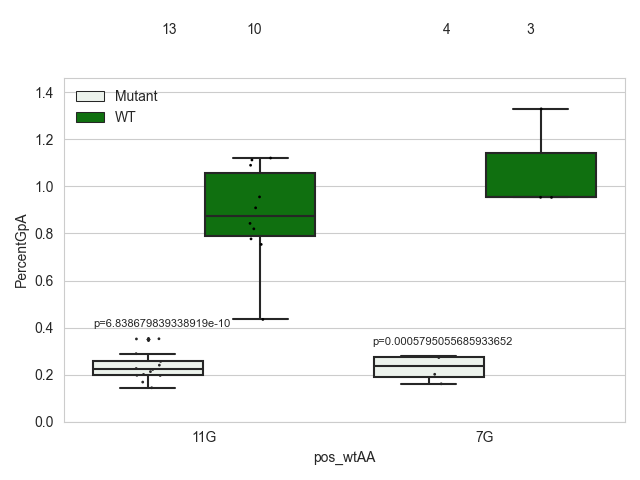 13 10 4 3
Mutant
WT
1.4
1.2
1.0
0.8
0.6
0.4
0.2
0.0
PercentGpA
p=6.838679839338919e-10
p=0.0005795055685933652
11G 7G
pos_wtAA